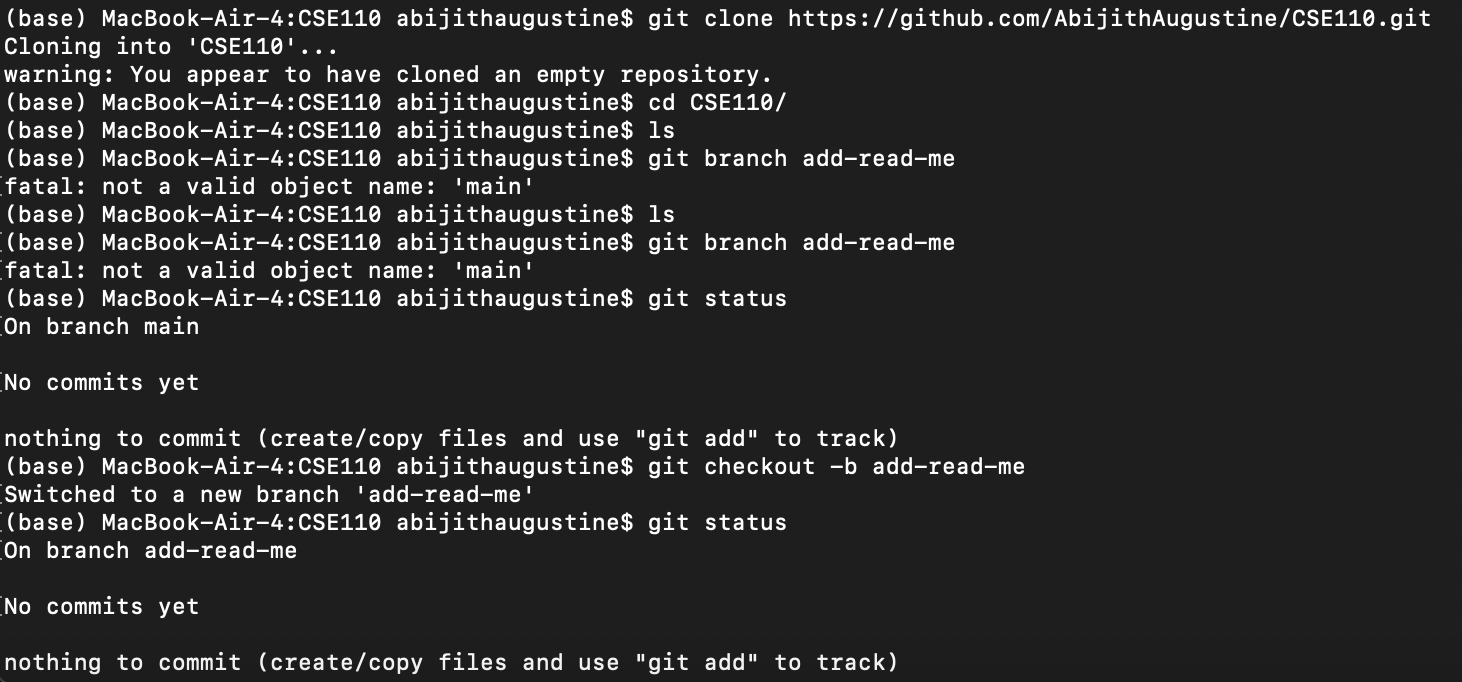 (base) MacBook-Air-4:CSE110 abijithaugustine$ git clone https://github.com/AbijithAugustine/CSE110.git
Cloning into 'CSE110'...
warning: You appear to have cloned an empty repository.
(base) MacBook-Air-4:CSE110 abijithaugustine$ cd CSE110/
(base) MacBook-Air-4:CSE110 abijithaugustine$ ls
(base) MacBook-Air-4:CSE110 abijithaugustine$ git branch add-read-me
fatal: not a valid object name: 'main'
(base) MacBook-Air-4:CSE110 abijithaugustine$ ls
(base) MacBook-Air-4:CSE110 abijithaugustine$ git branch add-read-me
fatal: not a valid object name: 'main'
(base) MacBook-Air-4:CSE110 abijithaugustine$ git status
On branch main
No commits yet
nothing to commit (create/copy files and use "git add" to track)
(base) MacBook-Air-4:CSE110 abijithaugustine$ git checkout -b add-read-me
Switched to a new branch 'add-read-me'
(base) MacBook-Air-4:CSE110 abijithaugustine$ git status
On branch add-read-me
No commits yet
nothing to commit (create/copy files and use "git add" to track)